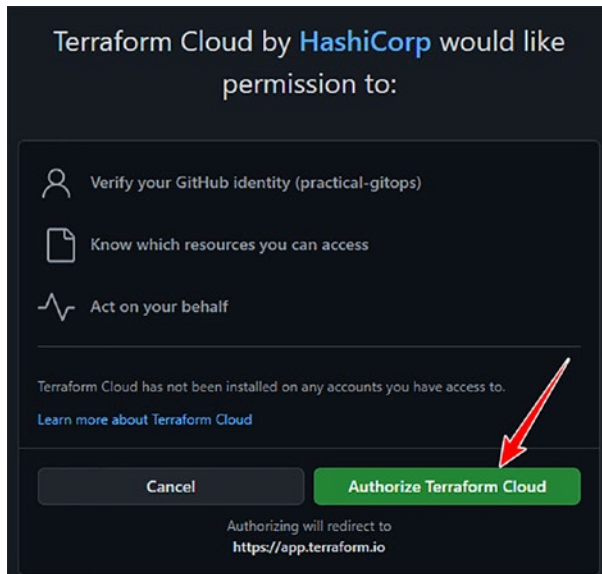 Terraform Cloud by HashiCorp would like
permission to:
Verify your GitHub identity (practical-gitops)
Know which resources you can access
Act on your behalf
Terraform Cloud has not been installed on any accounts you have access to.
Learn more about Terraform Cloud
Cancel
Authorize Terraform Cloud
Authorizing will redirect to
https://app.terraform.io